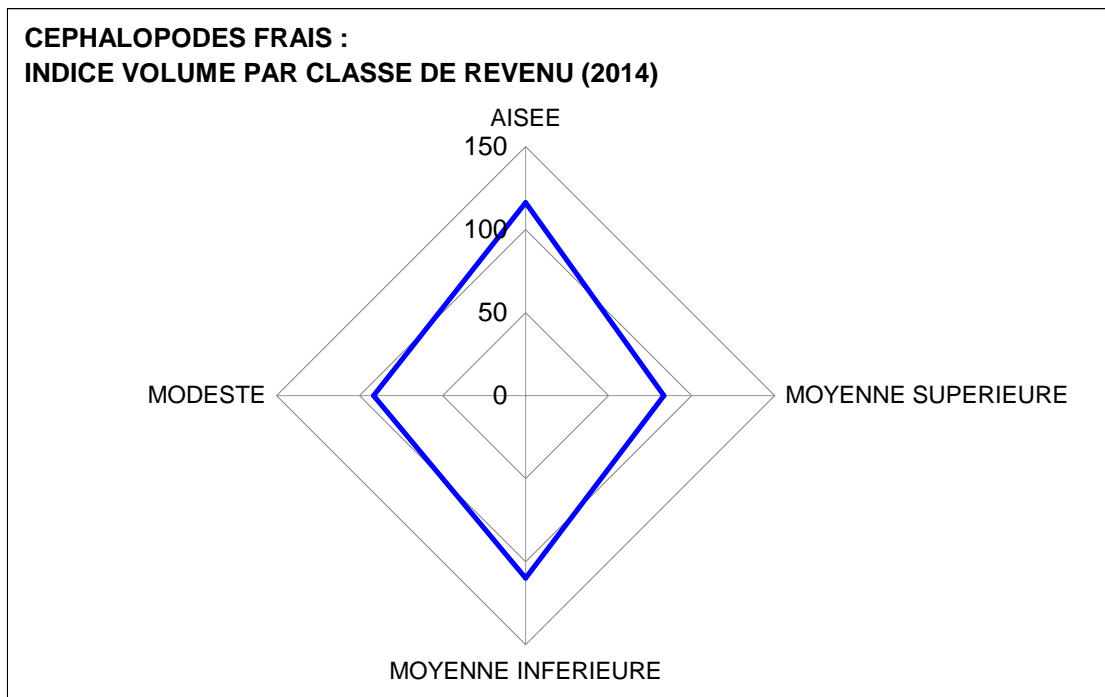 CEPHALOPODES FRAIS :
INDICE VOLUME PAR CLASSE DE REVENU (2014)
AISEE
150
100
50
MODESTE
0
MOYENNE SUPERIEURE
MOYENNE INFERIEURE